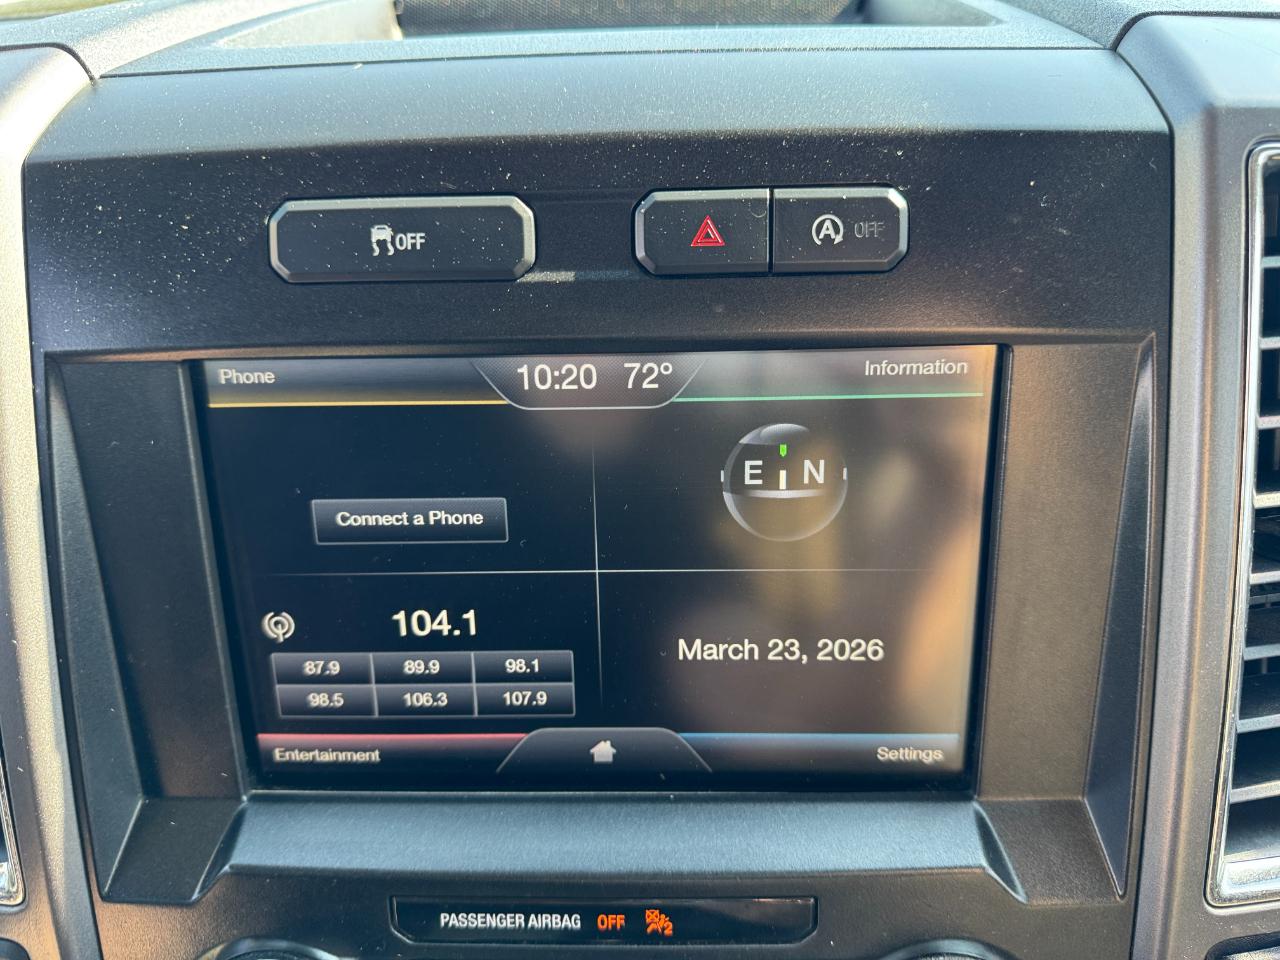 OFF
A OFF
Phone
10:20 72°
Information
E N
Connect a Phone
104.1
87.9 89.9 98.1
98.5 106.3 107.9
March 23, 2026
Entertainment
Settings
PASSENGER AIRBAG OFF 2